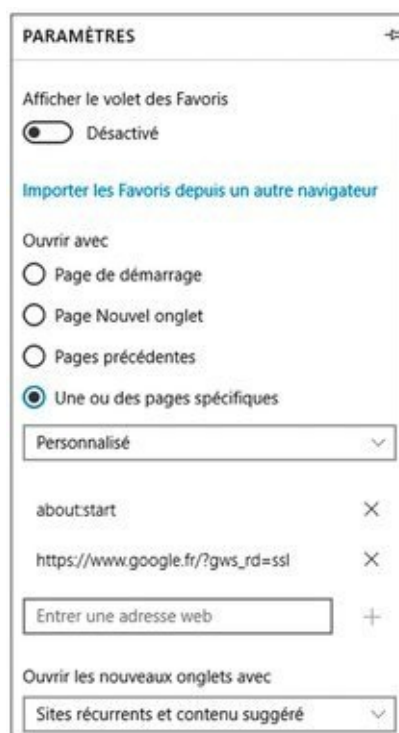 PARAMÈTRES
Afficher le volet des Favoris
Désactivé
Importer les Favoris depuis un autre navigateur
Ouvrir avec
Page de démarrage
Page Nouvel onglet
Pages précédentes
Une ou des pages spécifiques
Personnalisé
about:start
https://www.google.fr/?gws_rd=ssl
Entrer une adresse web
Ouvrir les nouveaux onglets avec
Sites récurrents et contenu suggéré